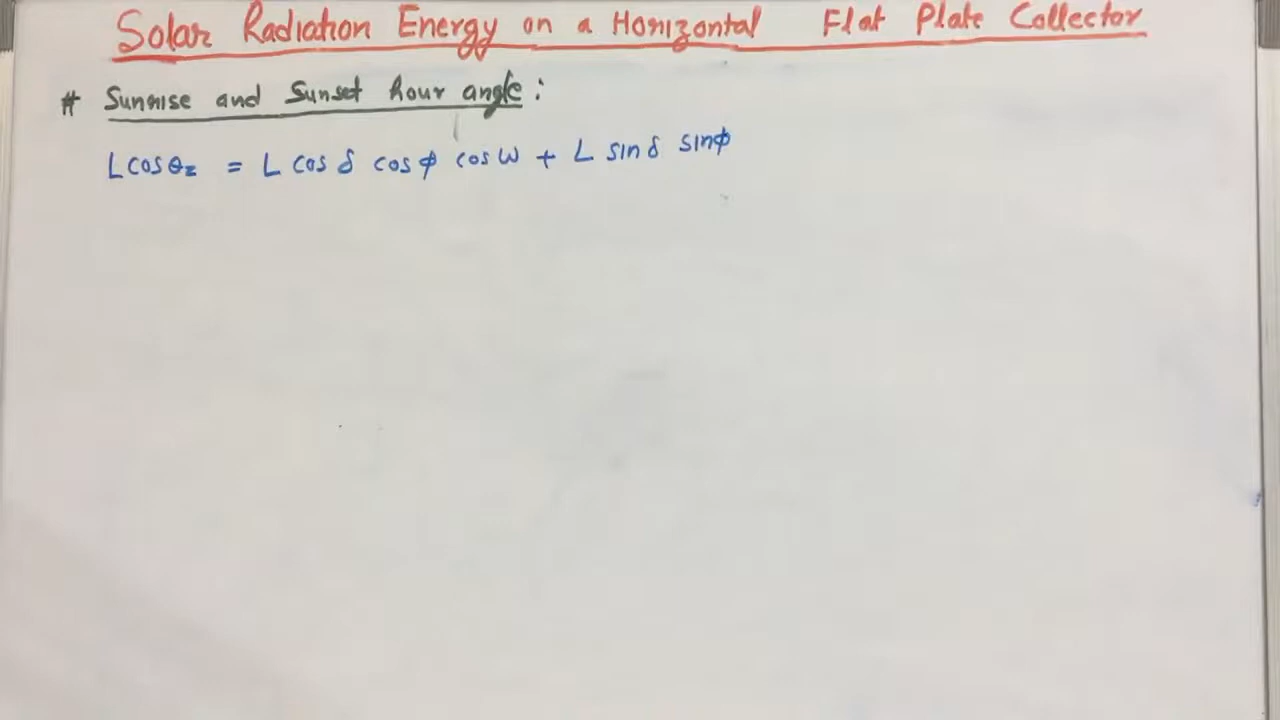 Solar Radiation Energy on a Horizontal Flat Plate Collector
# Sunrise and Sunset hour angle :
L cos θz = L cos δ cos φ cos ω + L sin δ sin φ